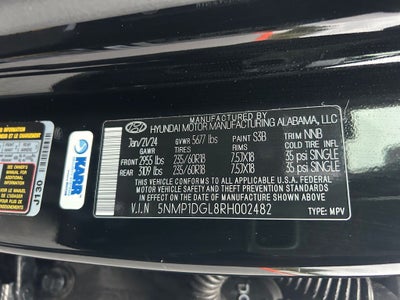 MANUFACTURED BY
HYUNDAI MOTOR MANUFACTURING ALABAMA, LLC
Jan/21/24 GVWR 5677 lbs PAINT S3B TRIM NNB
GAWR TIRES RIMS COLD TIRE INFL.
FRONT 2955 lbs 235/60R18 7.5JX18 35 psi SINGLE
REAR 3109 lbs 235/60R18 7.5JX18 35 psi SINGLE
THIS VEHICLE CONFORMS TO ALL APPLICABLE U.S.A. FEDERAL
MOTOR VEHICLE SAFETY, BUMPER, AND THEFT PREVENTION STANDARDS
IN EFFECT ON THE DATE OF MANUFACTURE SHOWN ABOVE.
V.I.N 5NMP1DGL8RH002482 TYPE: MPV
KARR
J130